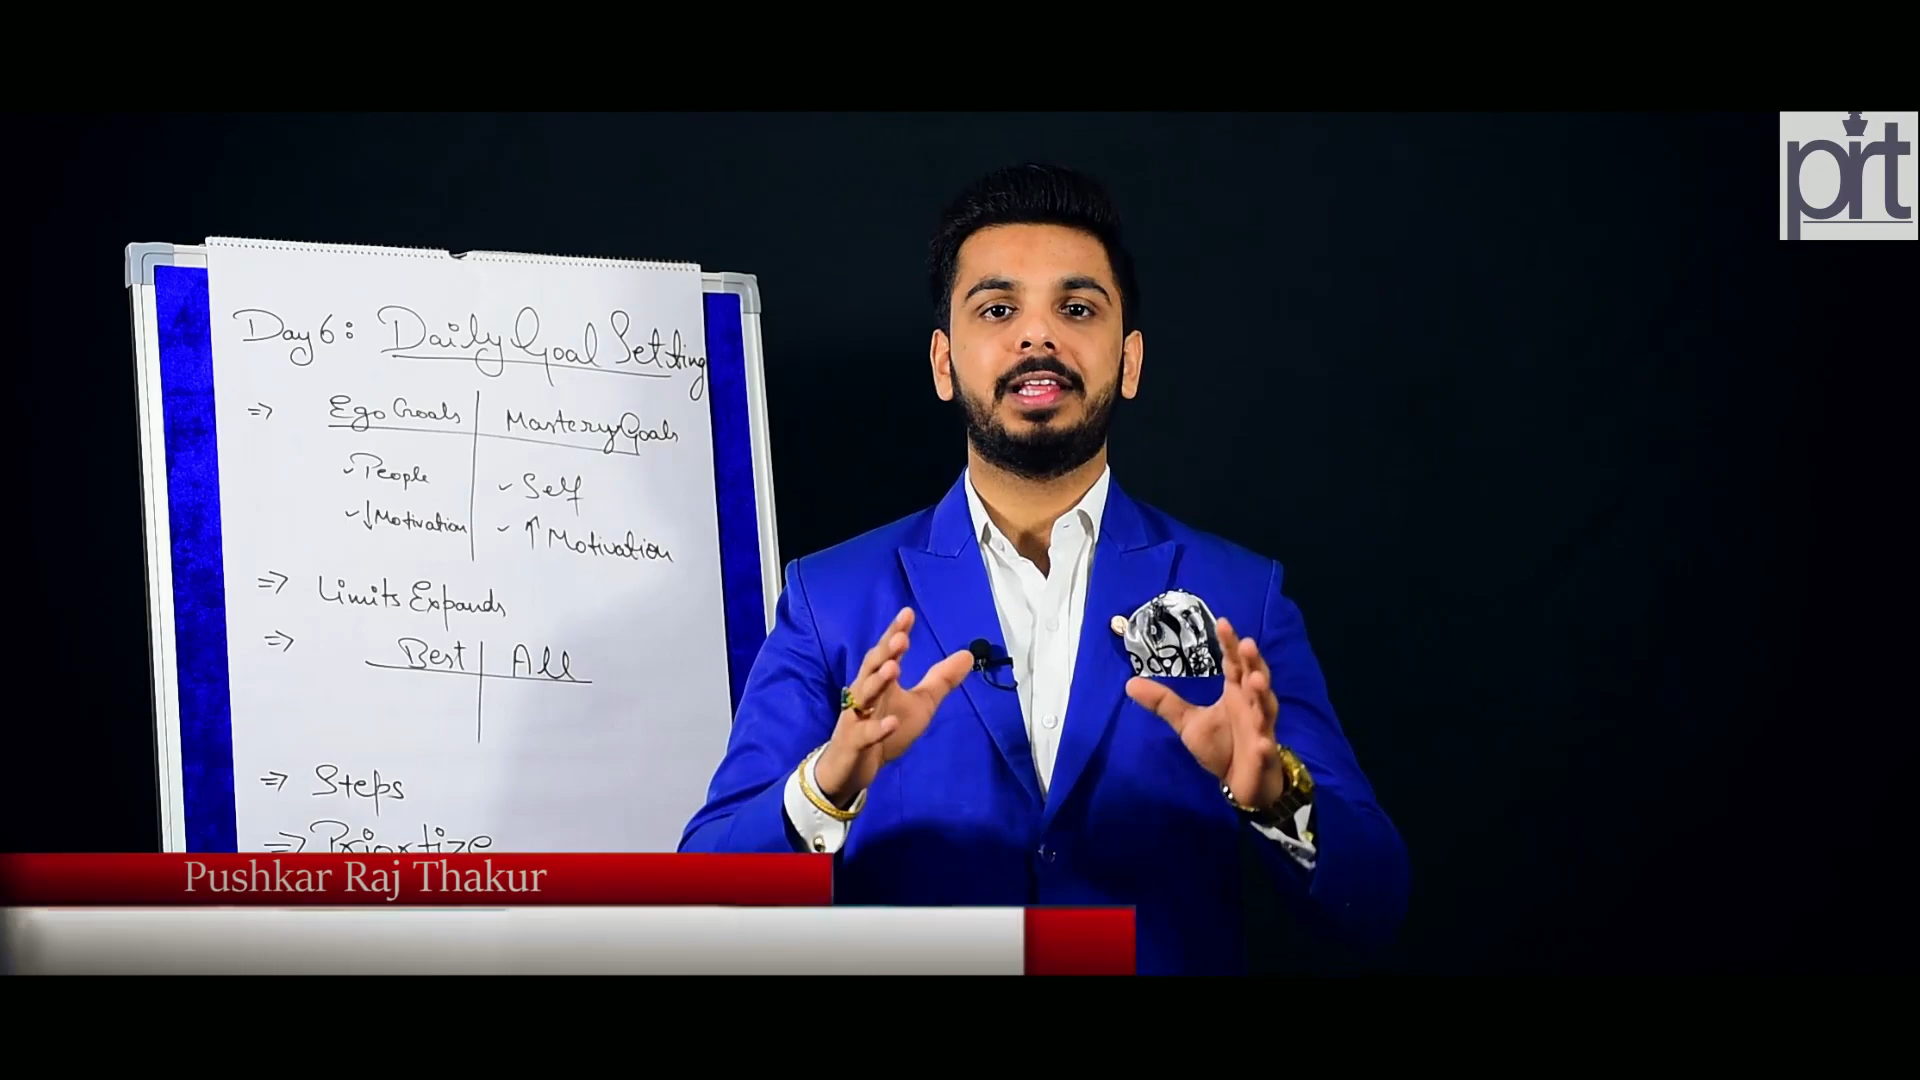 prt
Day 6: Daily Goal Setting
=> Ego Goals | Mastery Goals
✓ People ✓ Self
✓ ↓ Motivation ✓ ↑ Motivation
=> Limits Expands
=> Best | All
=> Steps
=> Priortize
Pushkar Raj Thakur